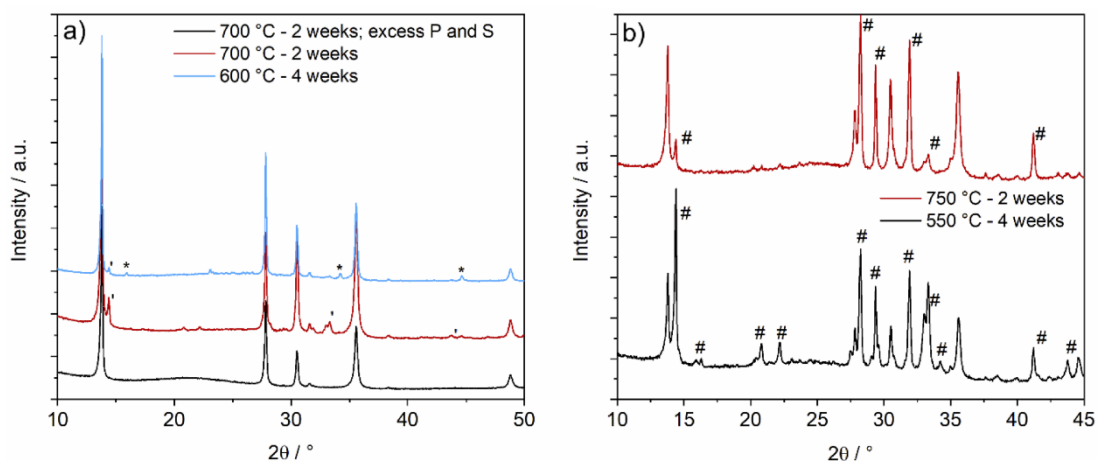 a)
700 °C - 2 weeks; excess P and S
700 °C - 2 weeks
600 °C - 4 weeks
Intensity / a.u.
' * * *
' ' '
10 20 30 40 50
2θ / °
b)
# # # # # #
750 °C - 2 weeks
550 °C - 4 weeks
Intensity / a.u.
# # # # # # # # # # #
10 15 20 25 30 35 40 45
2θ / °